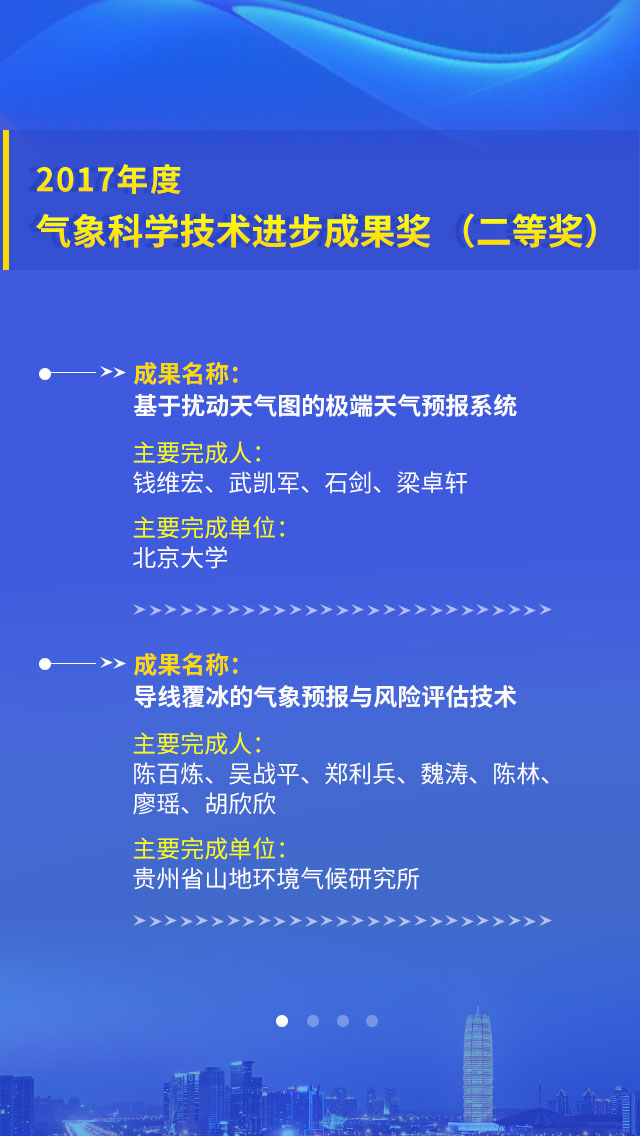 2017年度
气象科学技术进步成果奖（二等奖）
成果名称：
基于扰动天气图的极端天气预报系统
主要完成人：
钱维宏、武凯军、石剑、梁卓轩
主要完成单位：
北京大学
成果名称：
导线覆冰的气象预报与风险评估技术
主要完成人：
陈百炼、吴战平、郑利兵、魏涛、陈林、
廖瑶、胡欣欣
主要完成单位：
贵州省山地环境气候研究所